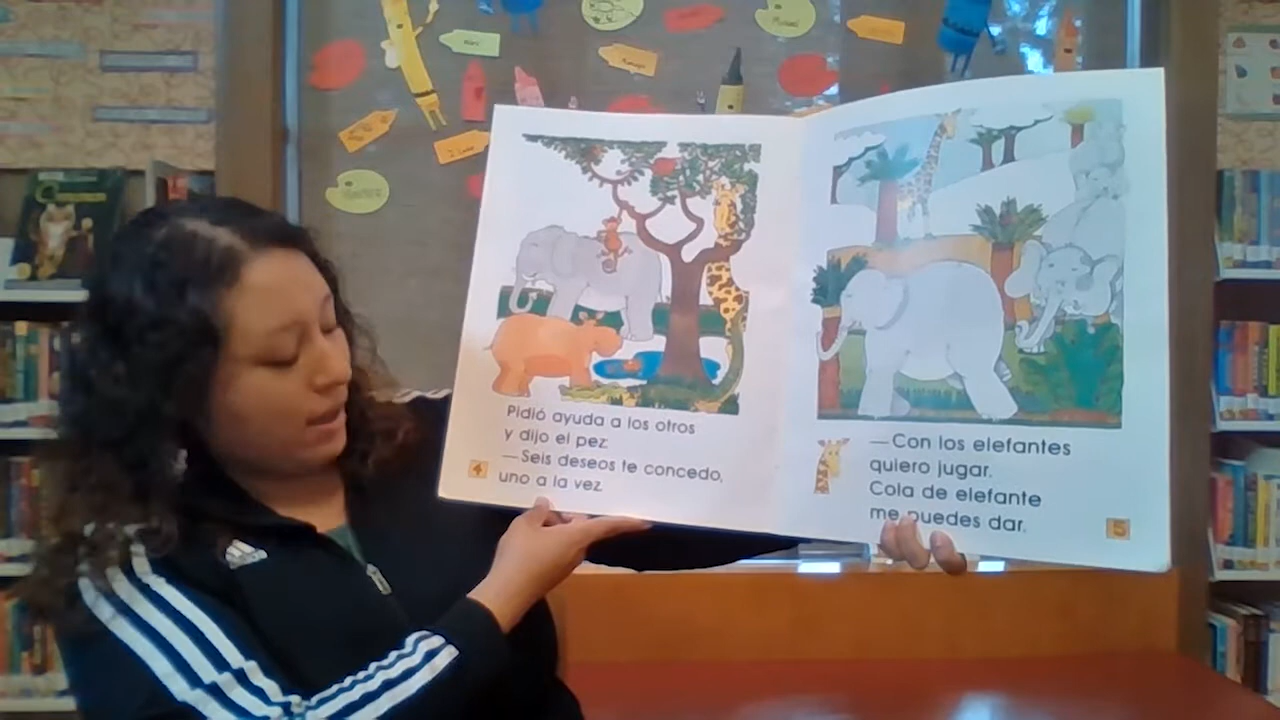 Pidió ayuda a los otros
y dijo el pez:
—Seis deseos te concedo,
uno a la vez.
4
—Con los elefantes
quiero jugar.
Cola de elefante
me puedes dar.
5
adidas